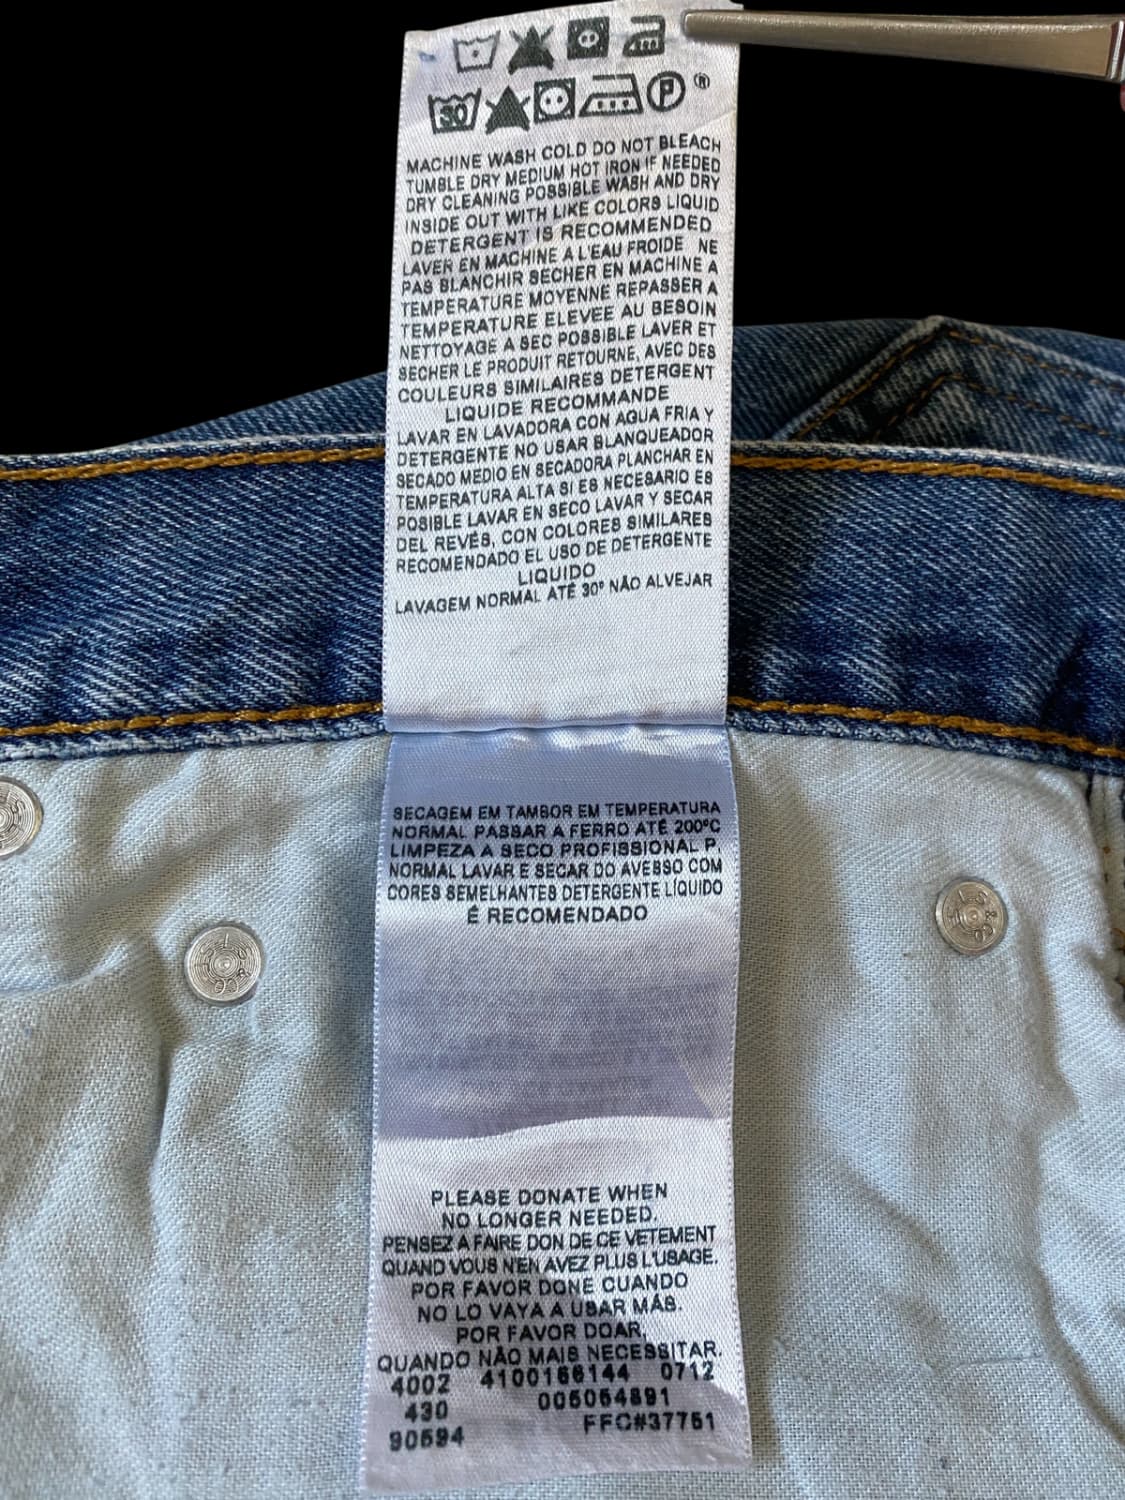 30
P
®
MACHINE WASH COLD DO NOT BLEACH
TUMBLE DRY MEDIUM HOT IRON IF NEEDED
DRY CLEANING POSSIBLE WASH AND DRY
INSIDE OUT WITH LIKE COLORS LIQUID
DETERGENT IS RECOMMENDED
LAVER EN MACHINE A L'EAU FROIDE NE
PAS BLANCHIR SECHER EN MACHINE A
TEMPERATURE MOYENNE REPASSER A
TEMPERATURE ELEVEE AU BESOIN
NETTOYAGE A SEC POSSIBLE LAVER ET
SECHER LE PRODUIT RETOURNE, AVEC DES
COULEURS SIMILAIRES DETERGENT
LIQUIDE RECOMMANDE
LAVAR EN LAVADORA CON AGUA FRIA Y
DETERGENTE NO USAR BLANQUEADOR
SECADO MEDIO EN SECADORA PLANCHAR EN
TEMPERATURA ALTA SI ES NECESARIO ES
POSIBLE LAVAR EN SECO LAVAR Y SECAR
DEL REVÉS, CON COLORES SIMILARES
RECOMENDADO EL USO DE DETERGENTE
LIQUIDO
LAVAGEM NORMAL ATÉ 30º NÃO ALVEJAR
SECAGEM EM TAMBOR EM TEMPERATURA
NORMAL PASSAR A FERRO ATÉ 200ºC
LIMPEZA A SECO PROFISSIONAL P.
NORMAL LAVAR E SECAR DO AVESSO COM
CORES SEMELHANTES DETERGENTE LÍQUIDO
É RECOMENDADO
PLEASE DONATE WHEN
NO LONGER NEEDED.
PENSEZ A FAIRE DON DE CE VETEMENT
QUAND VOUS N'EN AVEZ PLUS L'USAGE.
POR FAVOR DONE CUANDO
NO LO VAYA A USAR MÁS.
POR FAVOR DOAR,
QUANDO NÃO MAIS NECESSITAR.
4002 4100166144 0712
430 005054891
90594 FFC#37751